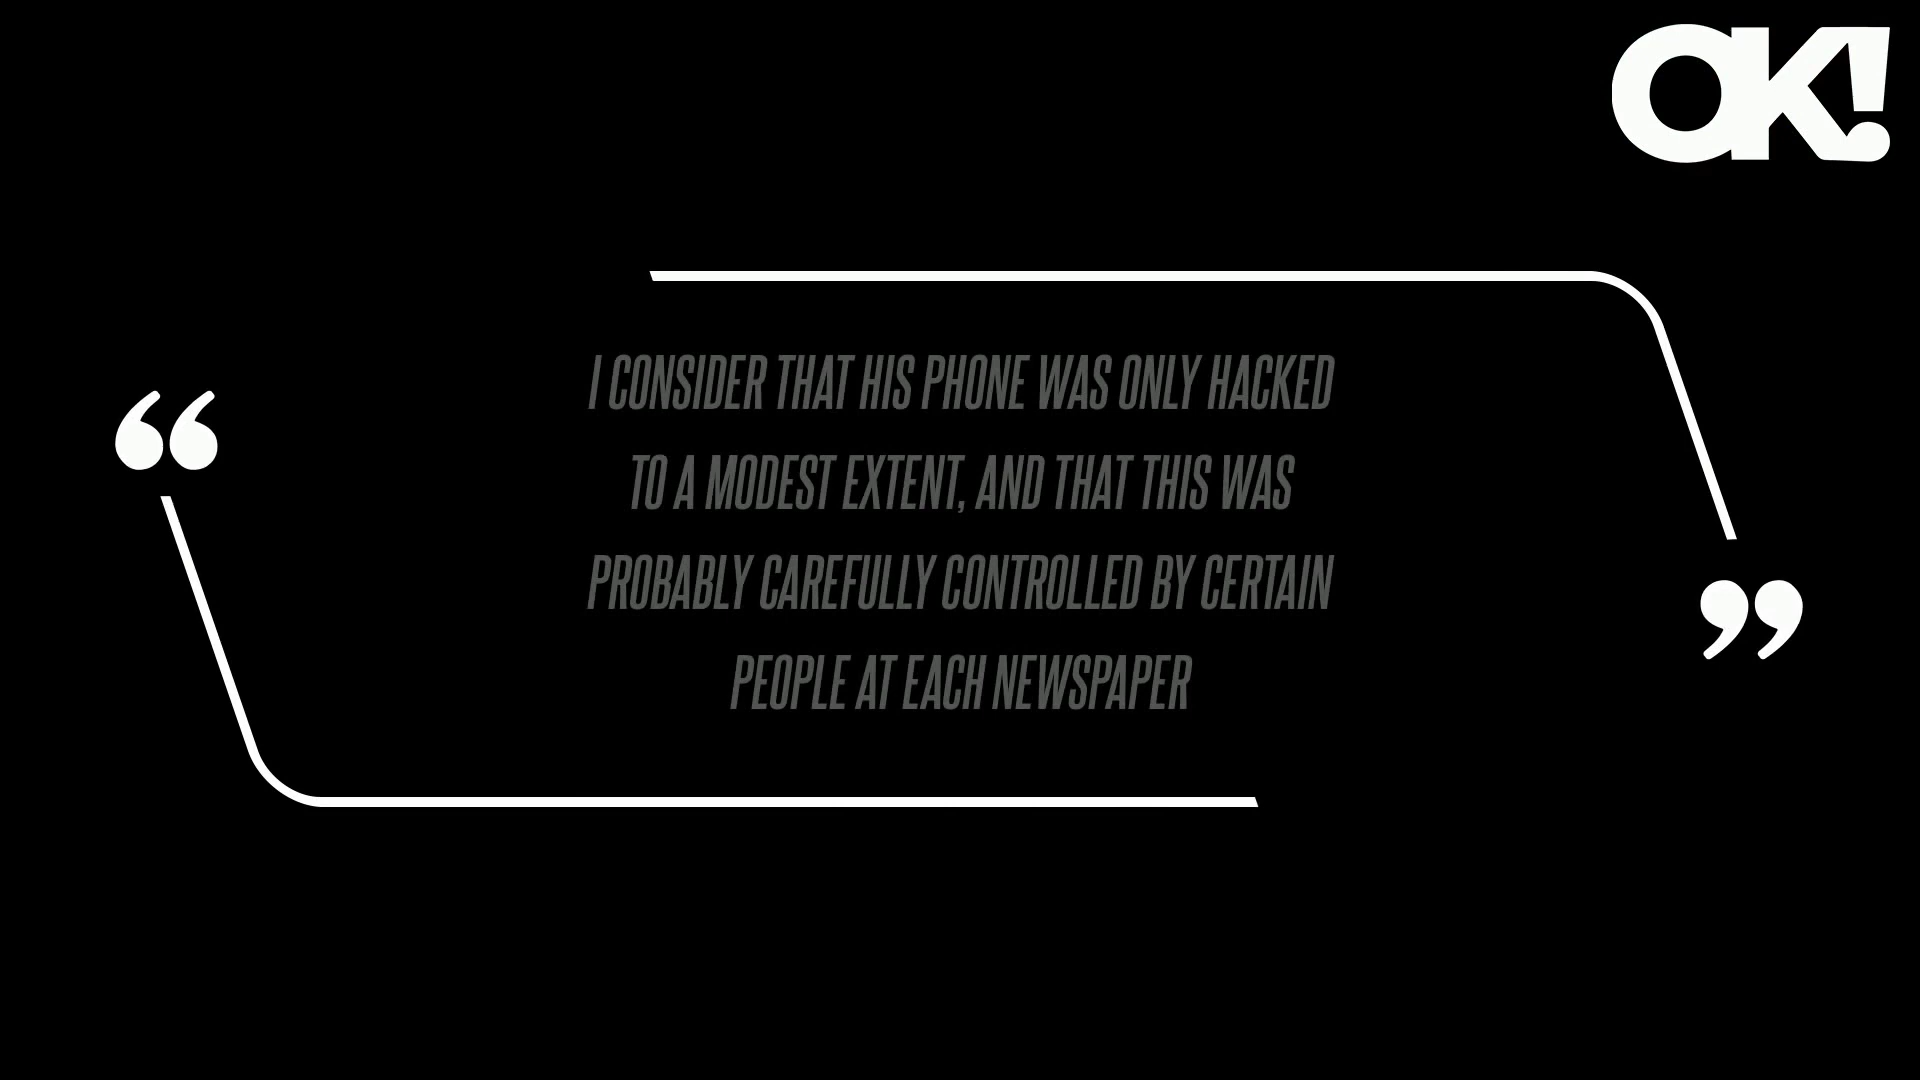 OK!
“
I CONSIDER THAT HIS PHONE WAS ONLY HACKED
TO A MODEST EXTENT, AND THAT THIS WAS
PROBABLY CAREFULLY CONTROLLED BY CERTAIN
PEOPLE AT EACH NEWSPAPER
”